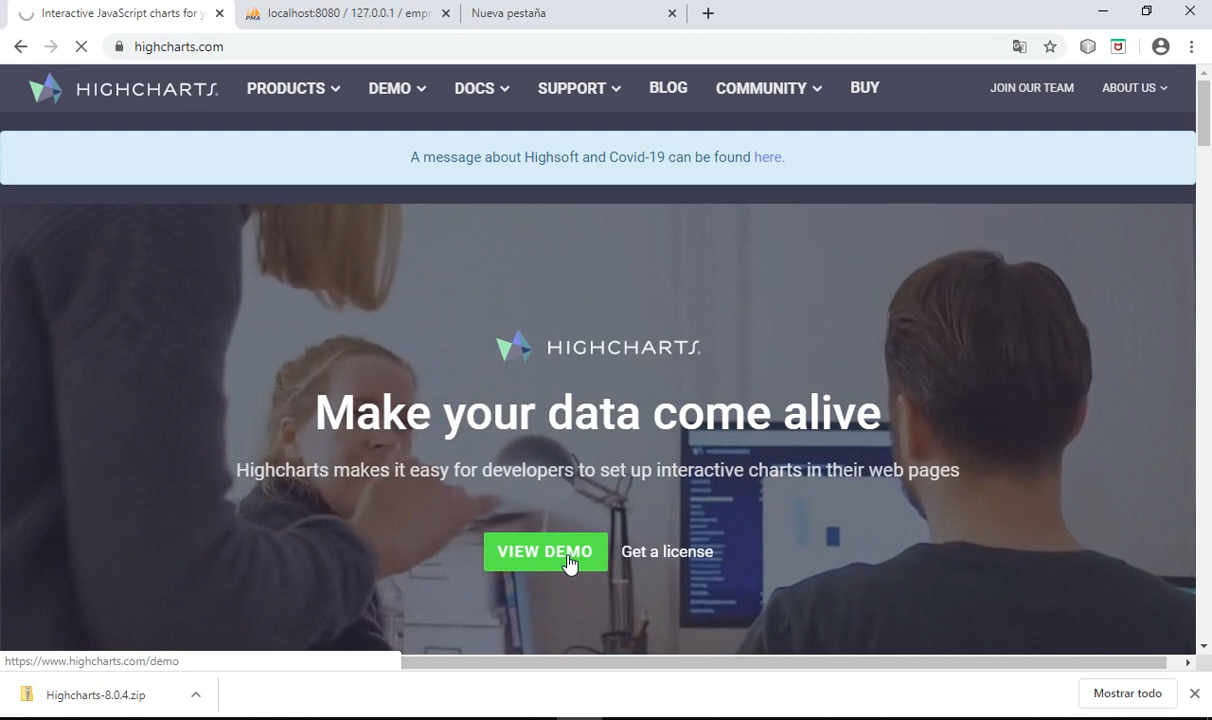 Interactive JavaScript charts for y
localhost:8080 / 127.0.0.1 / empr
Nueva pestaña
highcharts.com
HIGHCHARTS
PRODUCTS
DEMO
DOCS
SUPPORT
BLOG
COMMUNITY
BUY
JOIN OUR TEAM
ABOUT US
A message about Highsoft and Covid-19 can be found here.
HIGHCHARTS
Make your data come alive
Highcharts makes it easy for developers to set up interactive charts in their web pages
VIEW DEMO
Get a license
https://www.highcharts.com/demo
Highcharts-8.0.4.zip
Mostrar todo